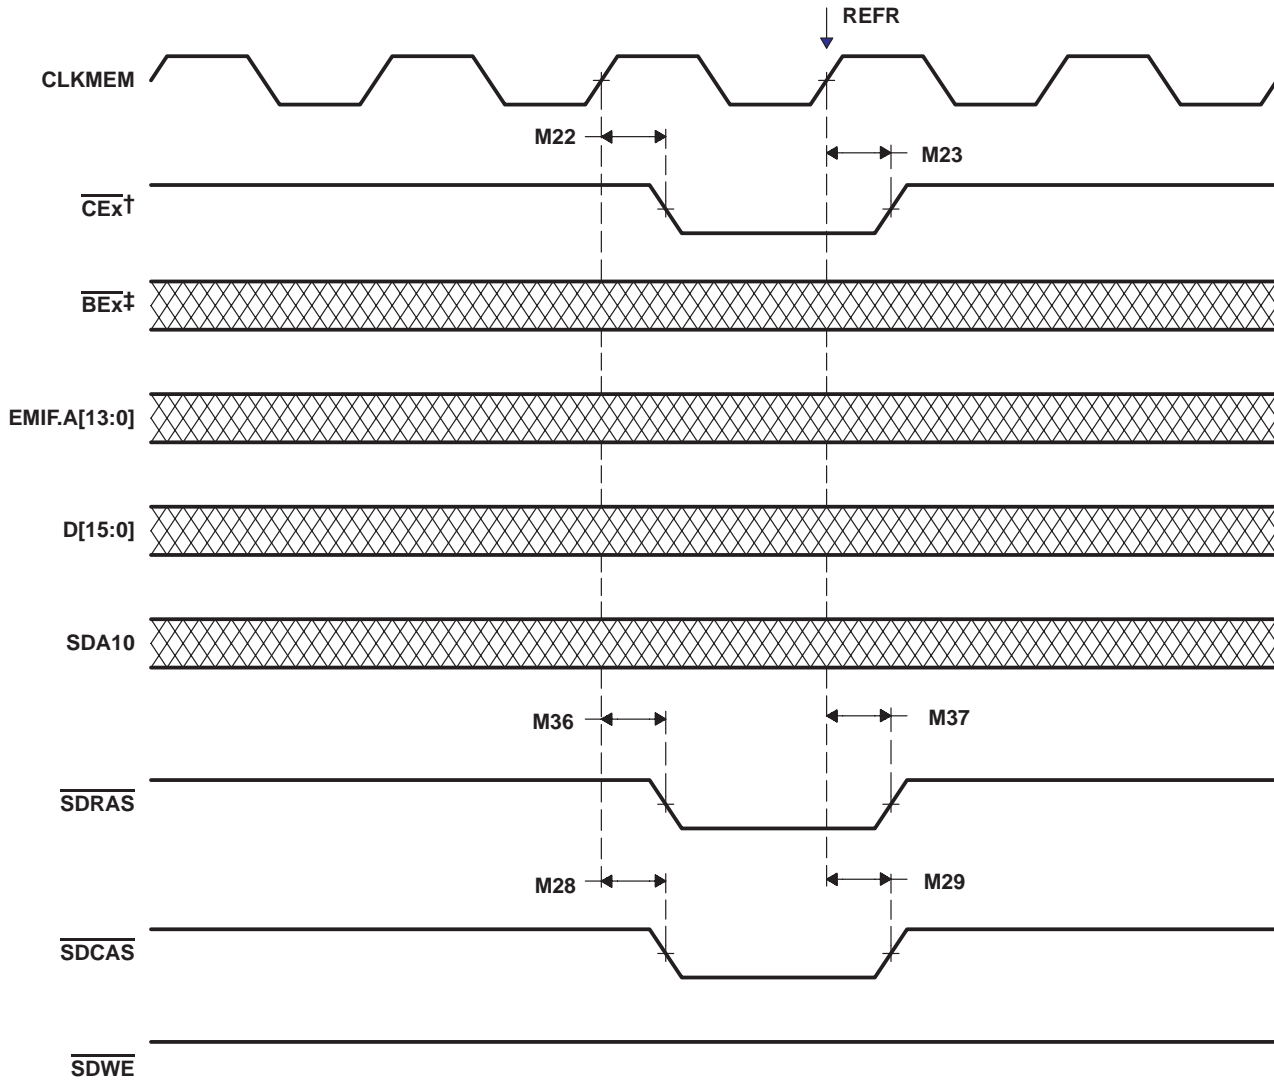 REFR
CLKMEM
M22
M23
CEx†
BEx‡
EMIF.A[13:0]
D[15:0]
SDA10
M36
M37
SDRAS
M28
M29
SDCAS
SDWE